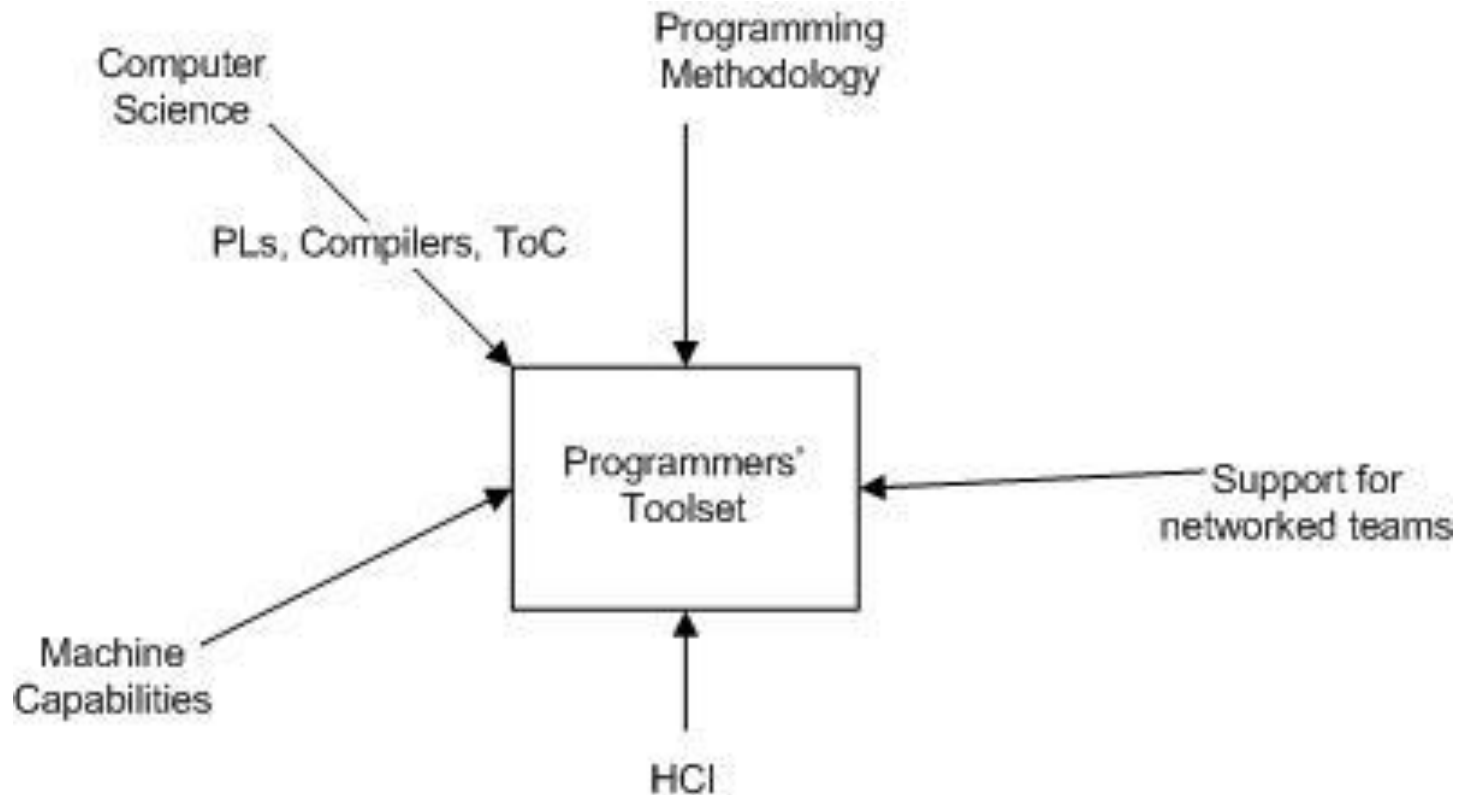 Programming
Methodology
Computer
Science
PLs, Compilers, ToC
Programmers'
Toolset
Support for
networked teams
Machine
Capabilities
HCI